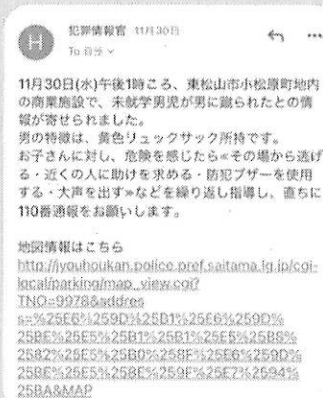 H
犯罪情報官 11月30日
To 自分
11月30日(水)午後1時ころ、東松山市小松原町地内
の商業施設で、未就学男児が男に蹴られたとの情
報が寄せられました。
男の特徴は、黄色リュックサック所持です。
お子さんに対し、危険を感じたら«その場から逃げ
る・近くの人に助けを求める・防犯ブザーを使用
する・大声を出す»などを繰り返し指導し、直ちに
110番通報をお願いします。
地図情報はこちら
http://jyouhoukan.police.pref.saitama.lg.jp/cgi-
local/parking/map_view.cgi?
TNO=9978&addres
s=%25E6%259D%25B1%25E6%259D%
25BE%25E5%25B1%25B1%25E5%25B8%
2582%25E5%25B0%258F%25E6%259D%
25BE%25E5%258E%259F%25E7%2594%
25BA&MAP